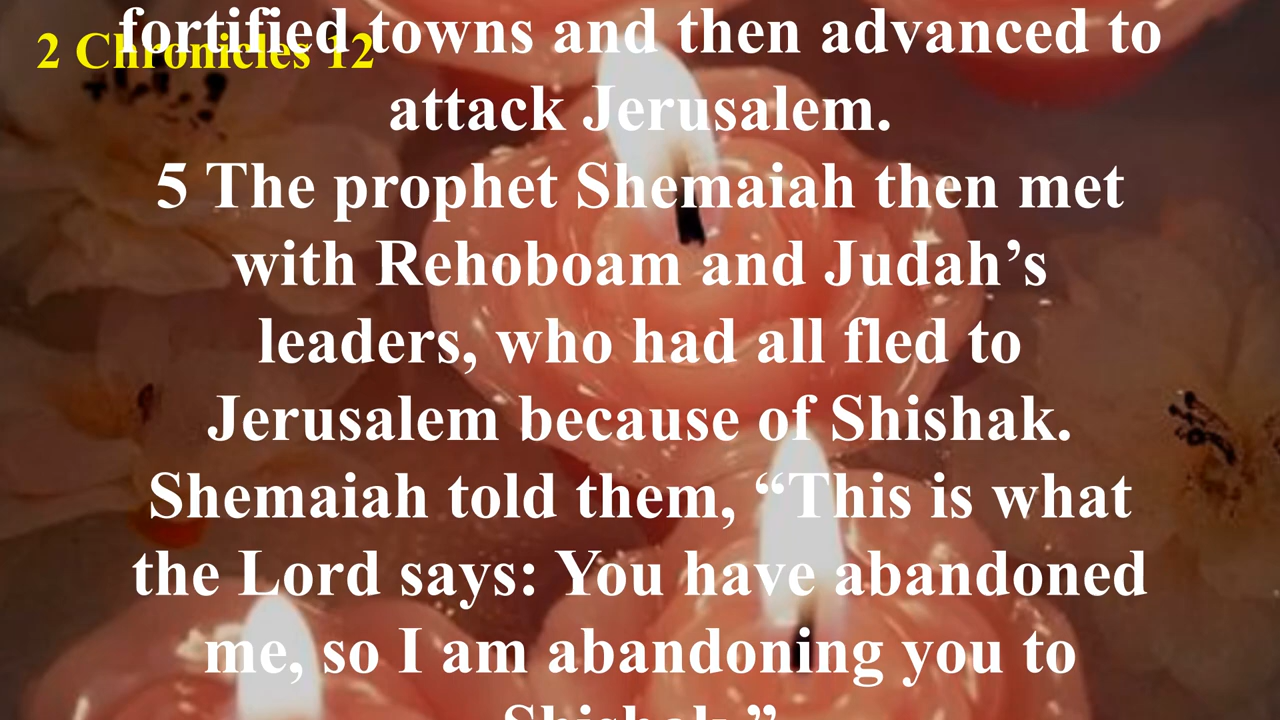 2 Chronicles 12
fortified towns and then advanced to
attack Jerusalem.
5 The prophet Shemaiah then met
with Rehoboam and Judah’s
leaders, who had all fled to
Jerusalem because of Shishak.
Shemaiah told them, “This is what
the Lord says: You have abandoned
me, so I am abandoning you to
Shishak.”